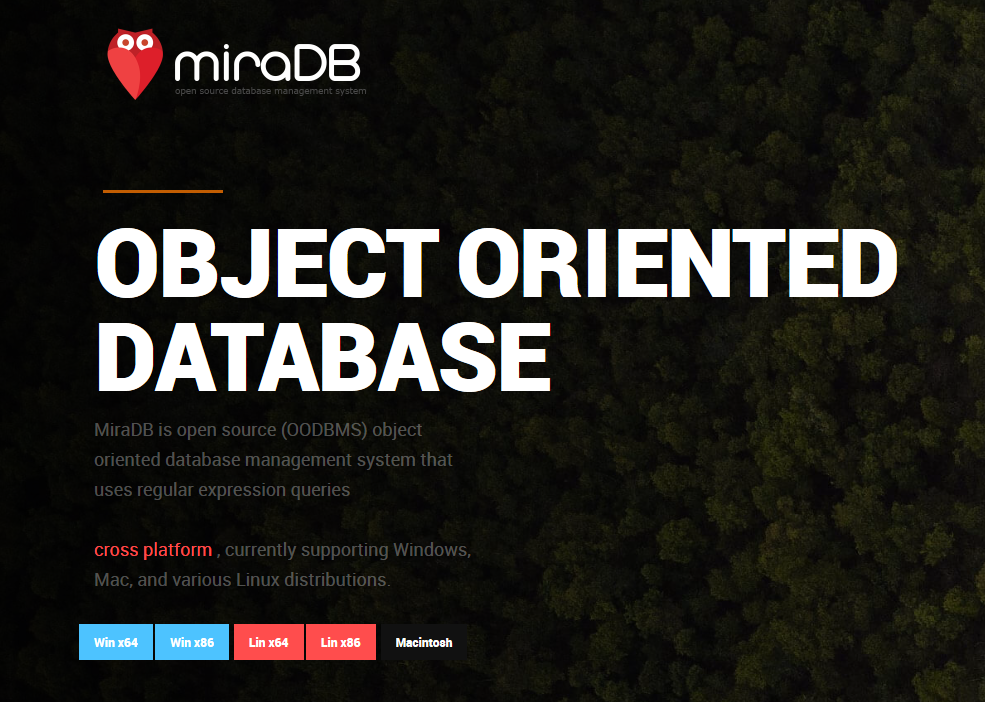 miraDB
open source database management system
OBJECT ORIENTED
DATABASE
MiraDB is open source (OODBMS) object
oriented database management system that
uses regular expression queries
cross platform , currently supporting Windows,
Mac, and various Linux distributions.
Win x64 Win x86 Lin x64 Lin x86 Macintosh